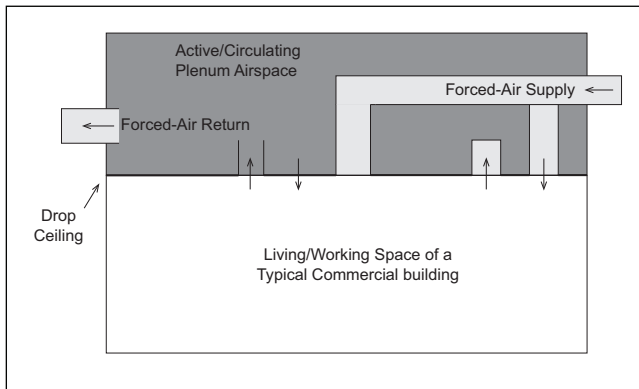 Active/Circulating
Plenum Airspace
Forced-Air Supply
Forced-Air Return
Drop
Ceiling
Living/Working Space of a
Typical Commercial building